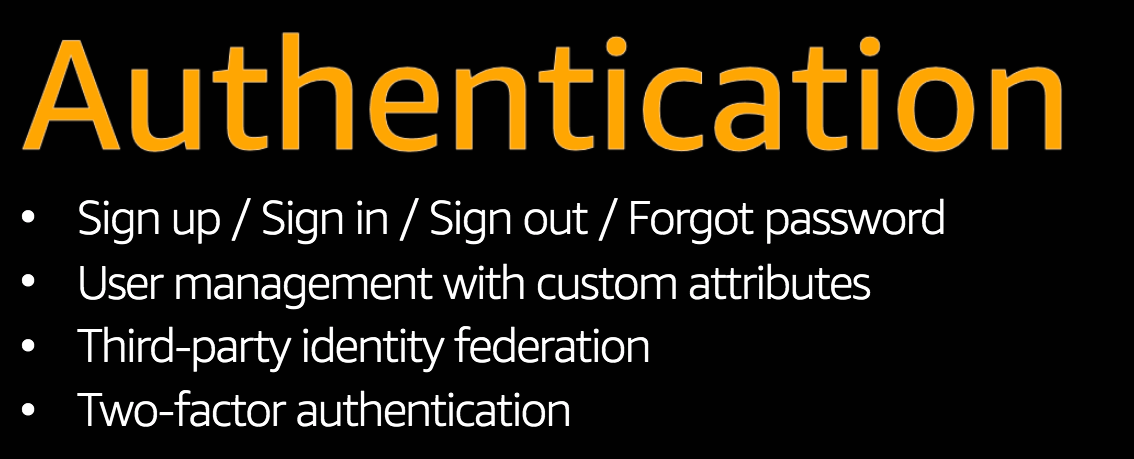 Authentication
• Sign up / Sign in / Sign out / Forgot password
• User management with custom attributes
• Third-party identity federation
• Two-factor authentication